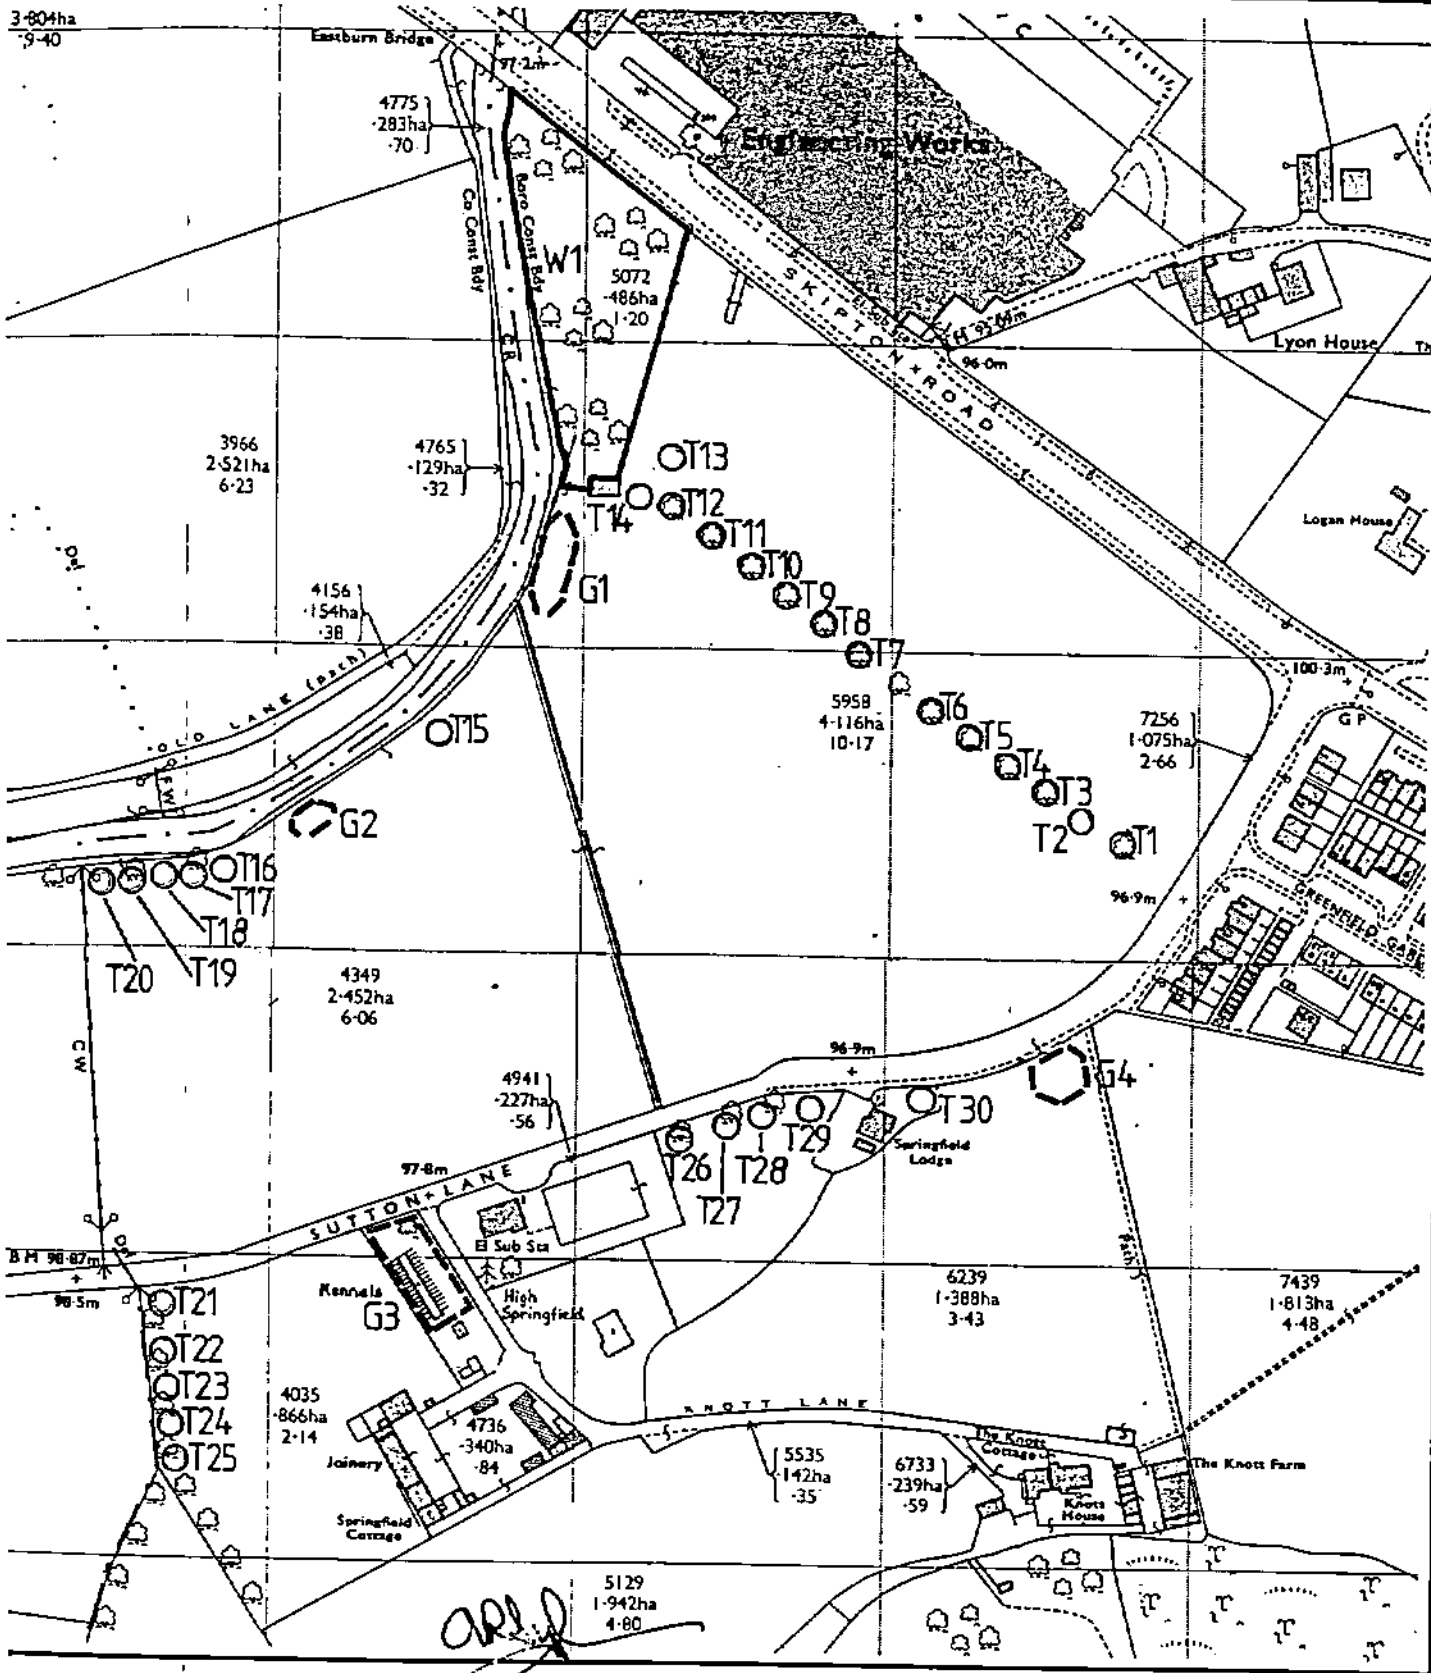 3·804ha
9·40
Eastburn Bridge
97·2m
4775
·283ha
·70
Engineering Works
C
Co Const Bdy
Boro Const Bdy
W1
5072
·486ha
1·20
SKIPTON ROAD
El Sub Sta
96·0m
Lyon House
CR
3966
2·521ha
6·23
4765
·129ha
·32
T13
T14
T12
T11
T10
T9
T8
T7
Logan House
G1
4156
·154ha
·38
OLD LANE (path)
FW
T15
G2
100·3m
GP
5958
4·116ha
10·17
7256
1·075ha
2·66
T6
T5
T4
T3
T2
T1
96·9m
GREENFIELD
T16
T17
T18
T19
T20
4349
2·452ha
6·06
CW
96·9m
G4
4941
·227ha
·56
T30
T29
T28
T27
T26
Springfield
Lodge
97·8m
SUTTON LANE
El Sub Sta
B M 98·87m
98·5m
Kennels
G3
High
Springfield
Path
6239
1·388ha
3·43
7439
1·813ha
4·48
T21
T22
T23
T24
T25
4035
·866ha
2·14
4736
·340ha
·84
KNOTT LANE
Joinery
5535
·142ha
·35
6733
·239ha
·59
The Knott
Cottage
The Knott Farm
Knott
House
Springfield
Cottage
5129
1·942ha
4·80